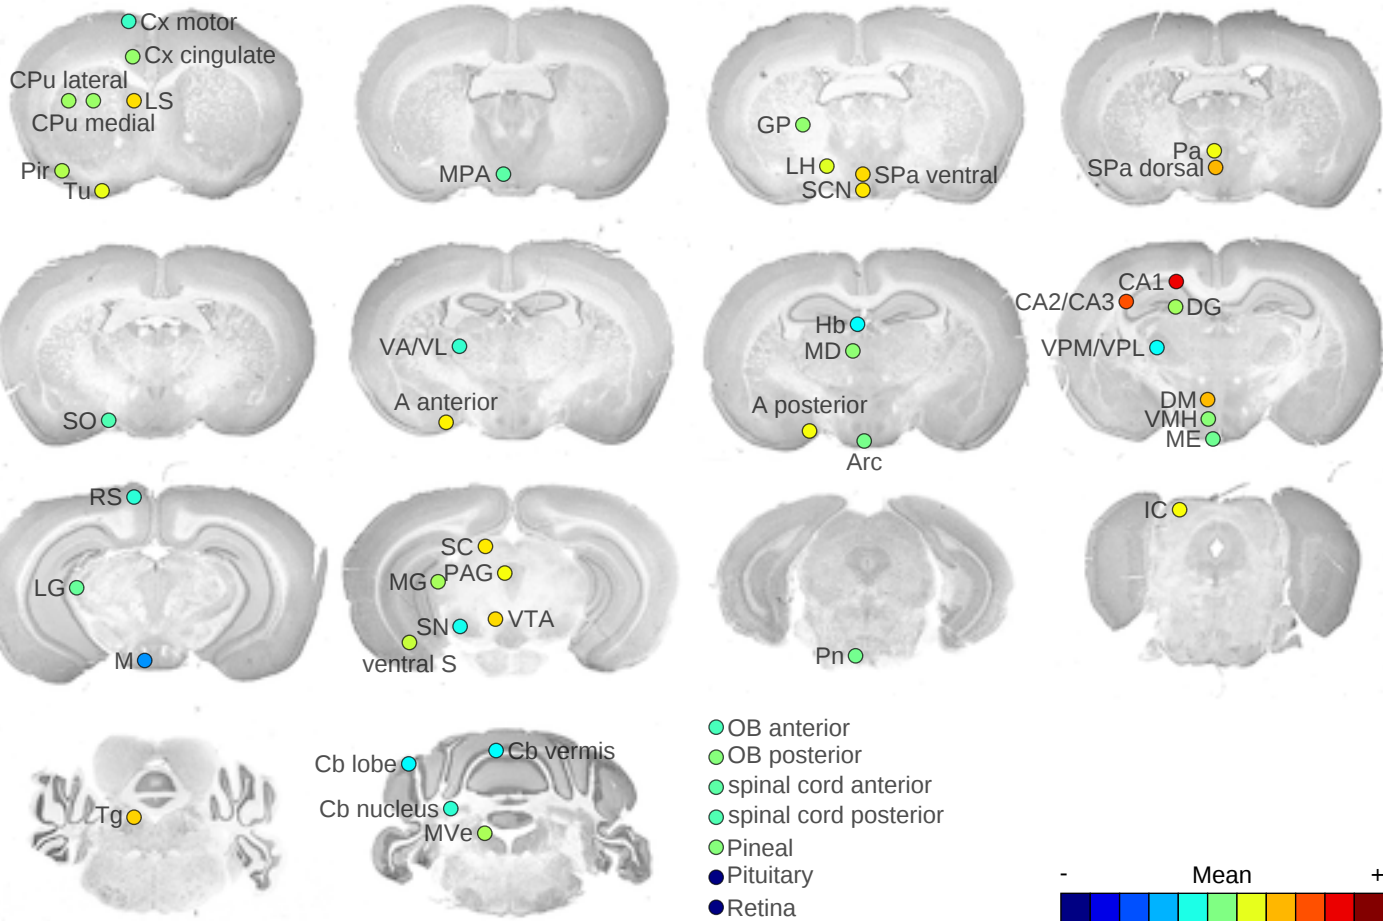 Cx motor
Cx cingulate
CPu lateral
LS
CPu medial
Pir
Tu
MPA
GP
LH
SPa ventral
SCN
Pa
SPa dorsal
SO
VA/VL
A anterior
Hb
MD
A posterior
Arc
CA1
CA2/CA3
DG
VPM/VPL
DM
VMH
ME
RS
LG
M
SC
PAG
MG
VTA
SN
ventral S
Pn
IC
Tg
Cb vermis
Cb lobe
Cb nucleus
MVe
OB anterior
OB posterior
spinal cord anterior
spinal cord posterior
Pineal
Pituitary
Retina
- Mean +